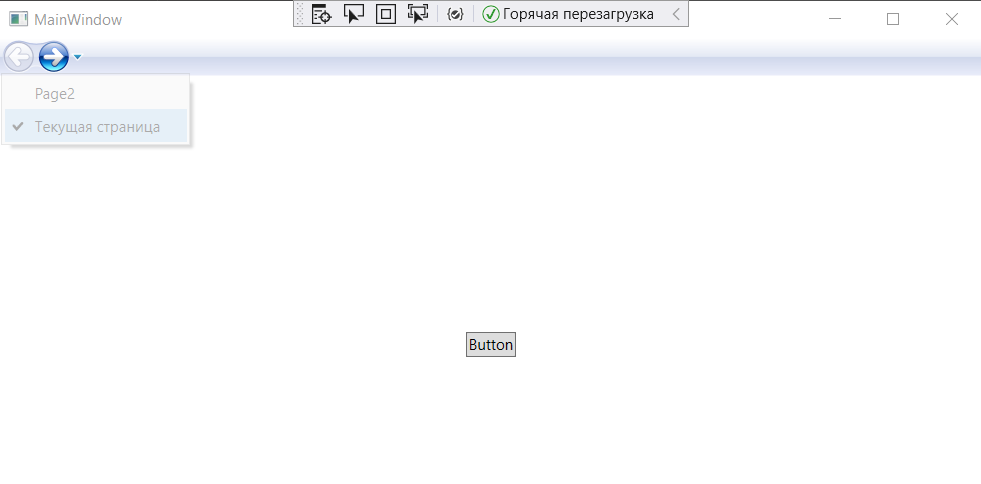 MainWindow
Горячая перезагрузка
Page2
Текущая страница
Button